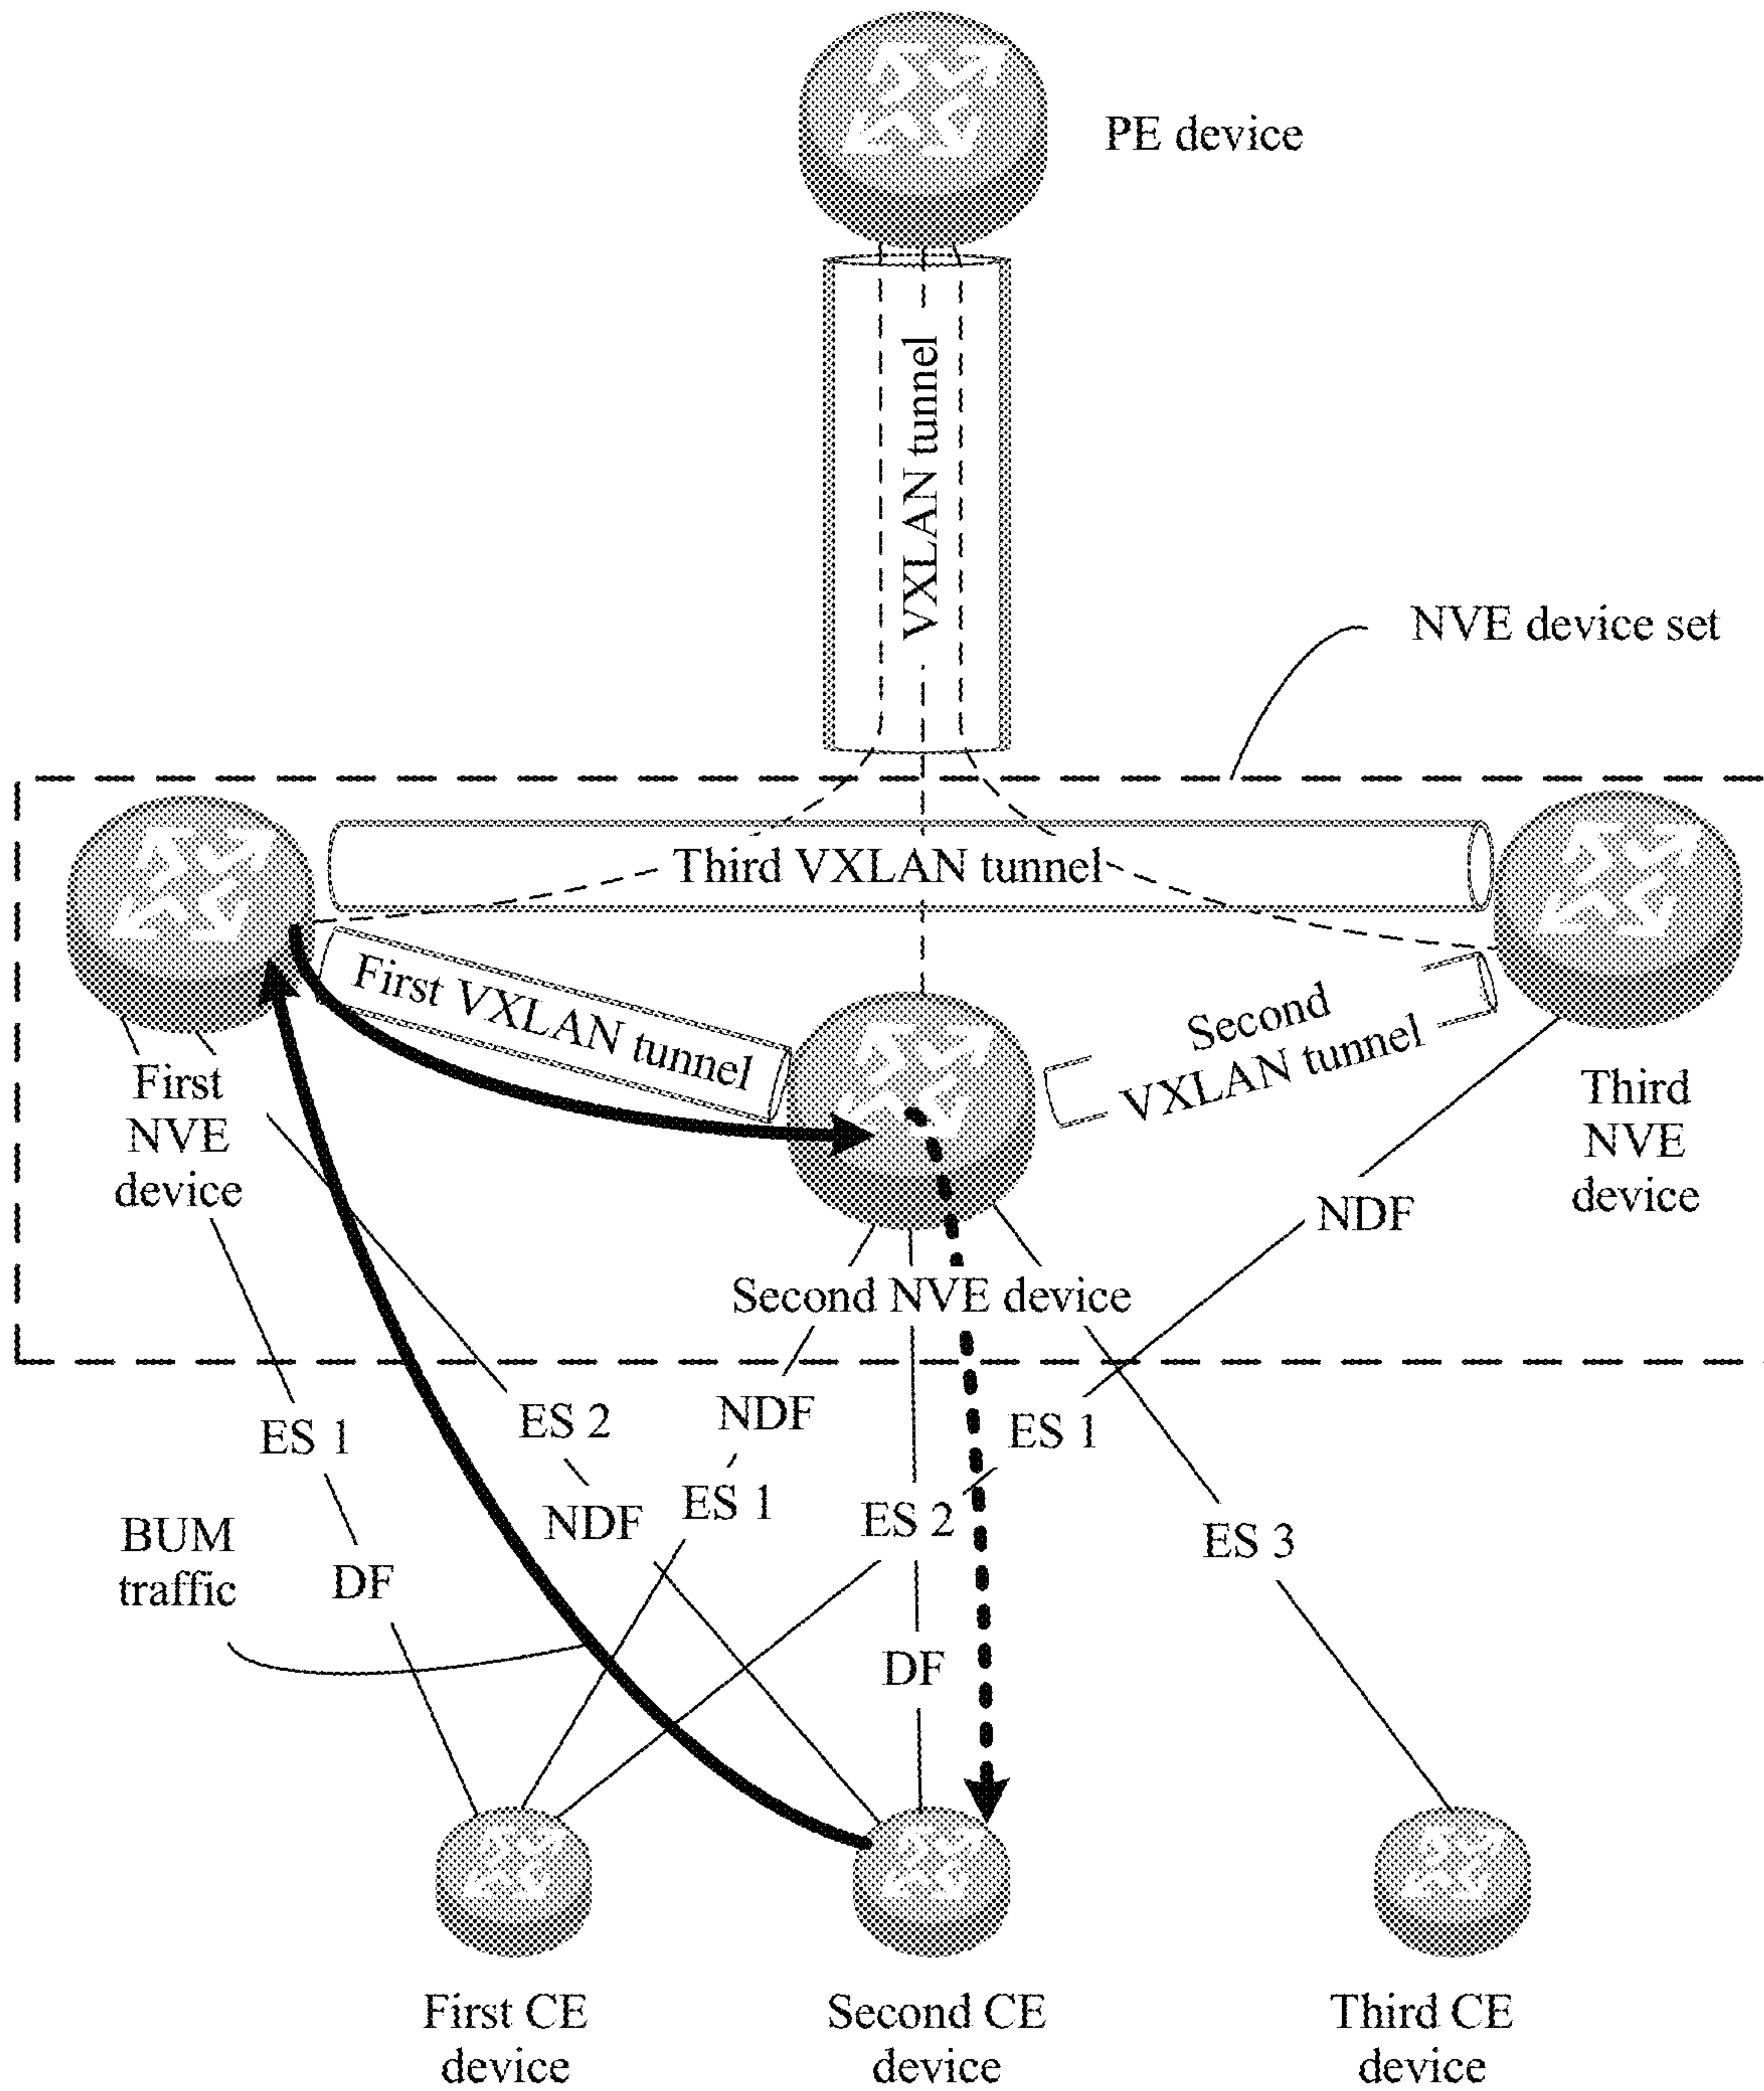 PE device
VXLAN tunnel
NVE device set
Third VXLAN tunnel
First VXLAN tunnel
Second
VXLAN tunnel
First
NVE
device
Third
NVE
device
NDF
Second NVE device
ES 1
ES 2
NDF
ES 1
NDF
ES 1
ES 2
ES 3
BUM
traffic
DF
DF
First CE
device
Second CE
device
Third CE
device